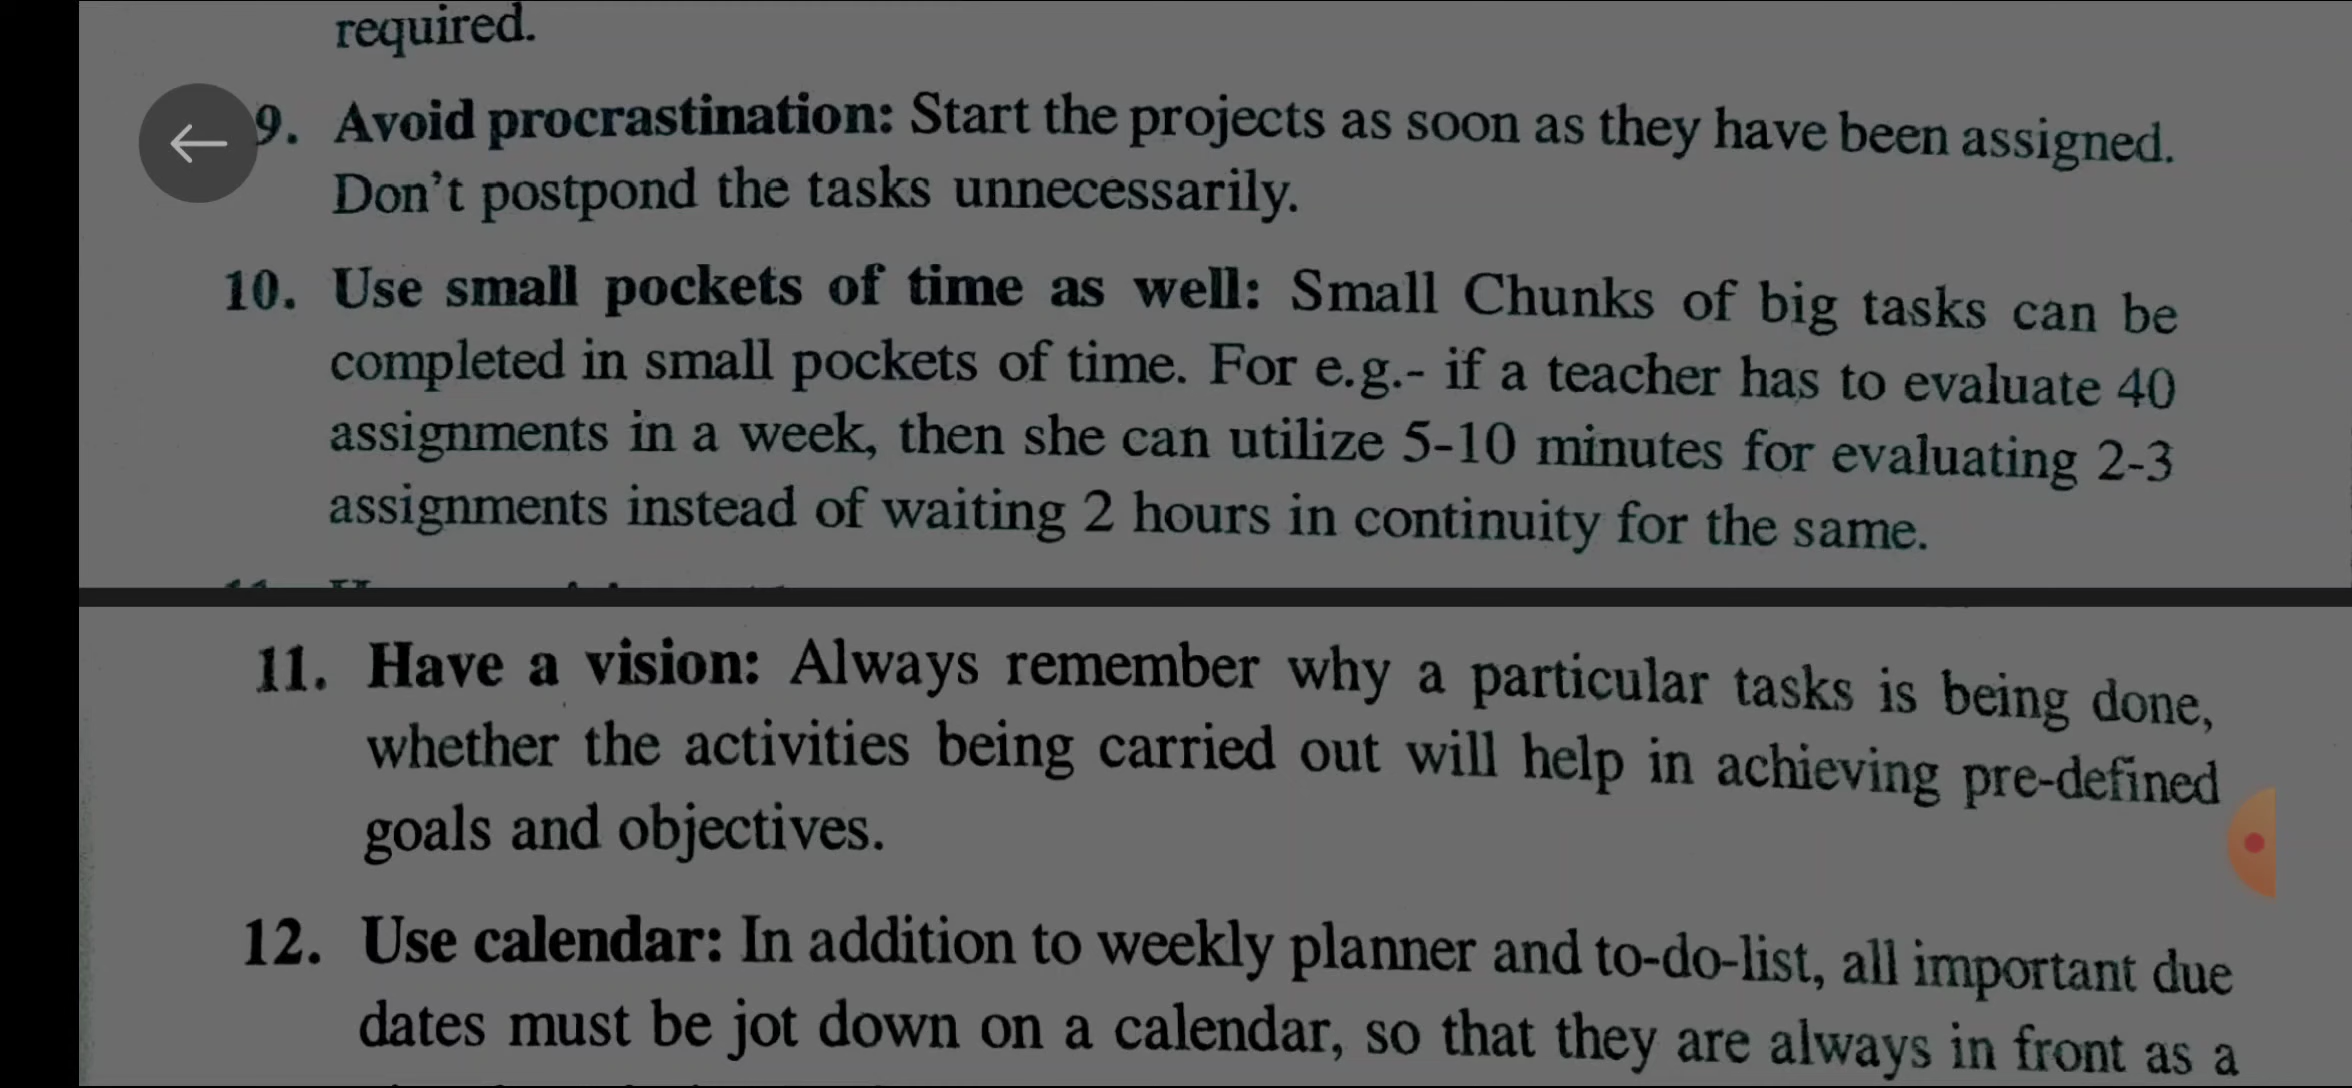 required.
9. Avoid procrastination: Start the projects as soon as they have been assigned.
Don't postpond the tasks unnecessarily.
10. Use small pockets of time as well: Small Chunks of big tasks can be
completed in small pockets of time. For e.g.- if a teacher has to evaluate 40
assignments in a week, then she can utilize 5-10 minutes for evaluating 2-3
assignments instead of waiting 2 hours in continuity for the same.
11. Have a vision: Always remember why a particular tasks is being done,
whether the activities being carried out will help in achieving pre-defined
goals and objectives.
12. Use calendar: In addition to weekly planner and to-do-list, all important due
dates must be jot down on a calendar, so that they are always in front as a